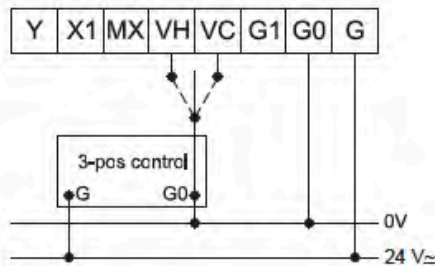 Y X1 MX VH VC G1 G0 G
3-pos control
G G0
0V
24 V≂